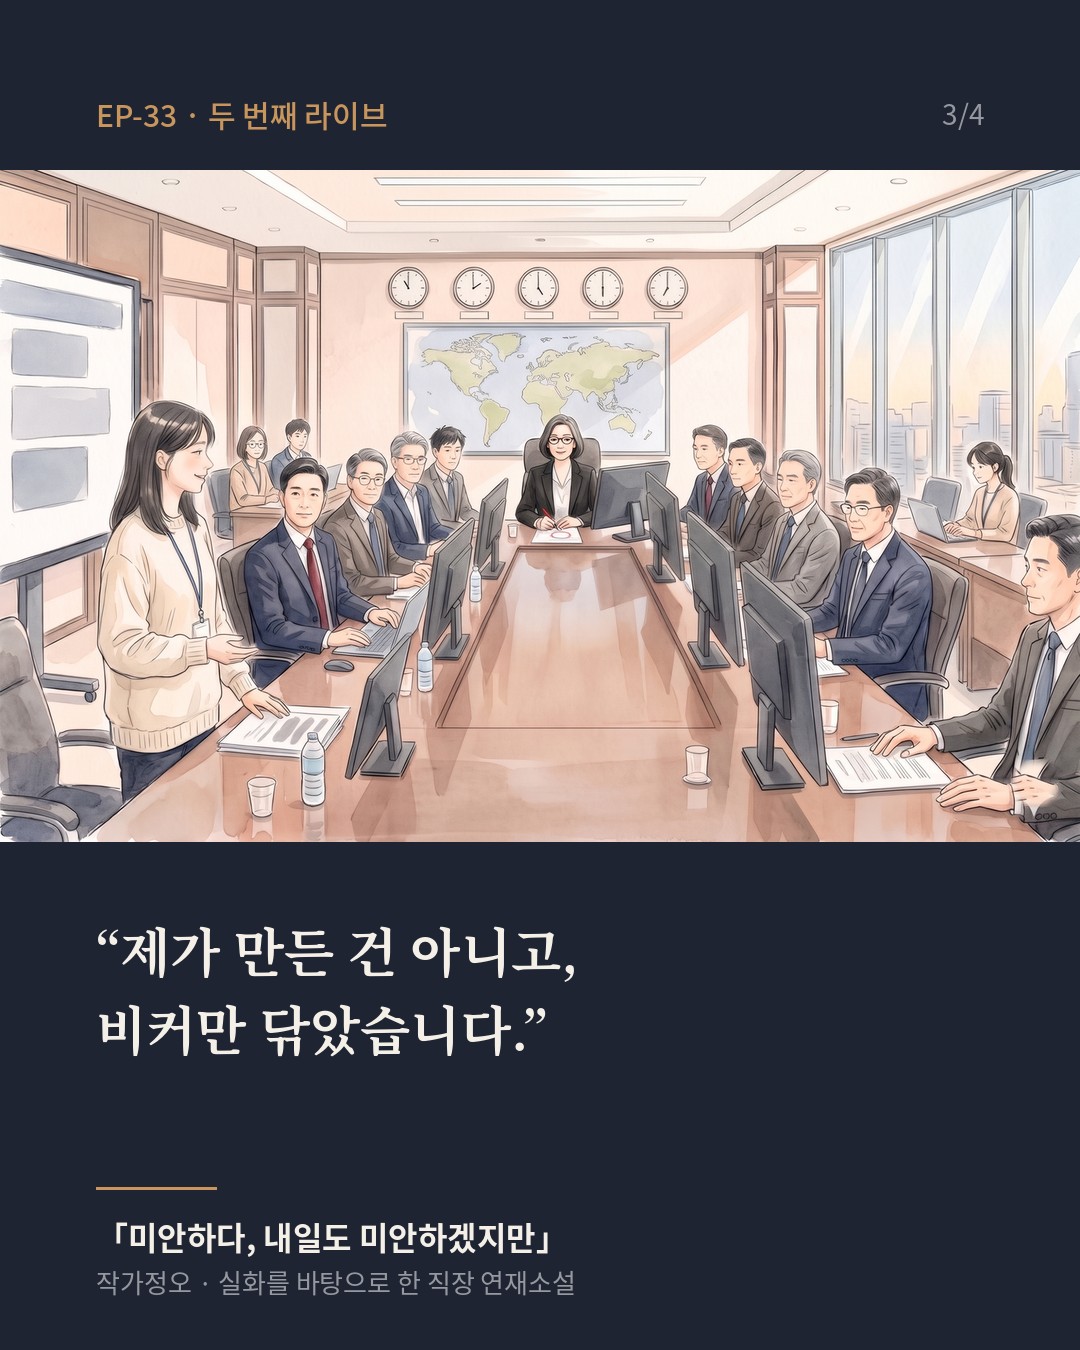 EP-33 · 두 번째 라이브
3/4
“제가 만든 건 아니고,
비커만 닦았습니다.”
「미안하다, 내일도 미안하겠지만」
작가정오 · 실화를 바탕으로 한 직장 연재소설